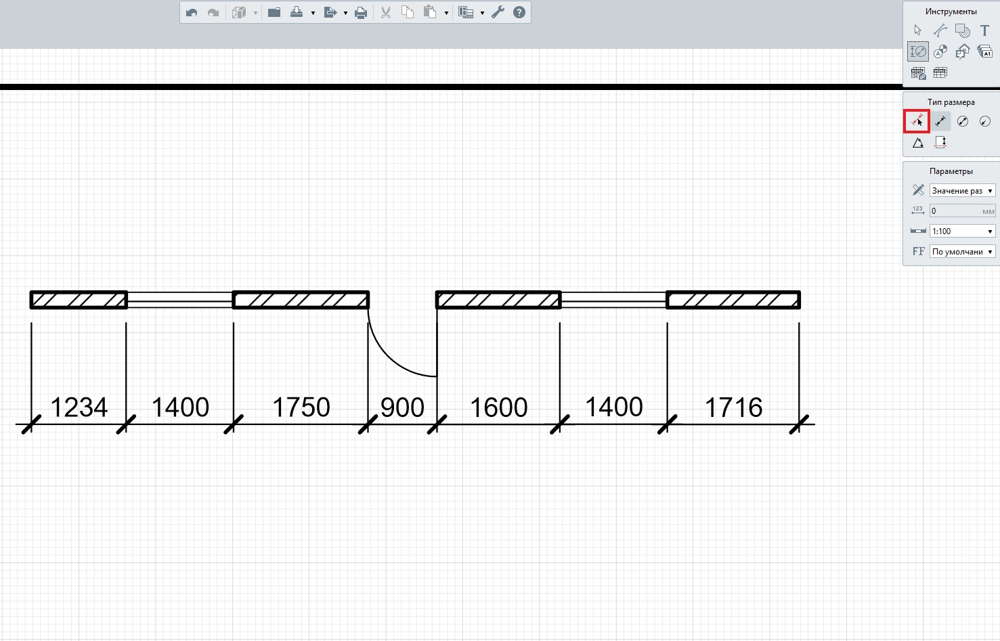 Инструменты
T
A
A1
Тип размера
Параметры
Значение раз
123
0 мм
1:100
FF По умолчани
1234 1400 1750 900 1600 1400 1716